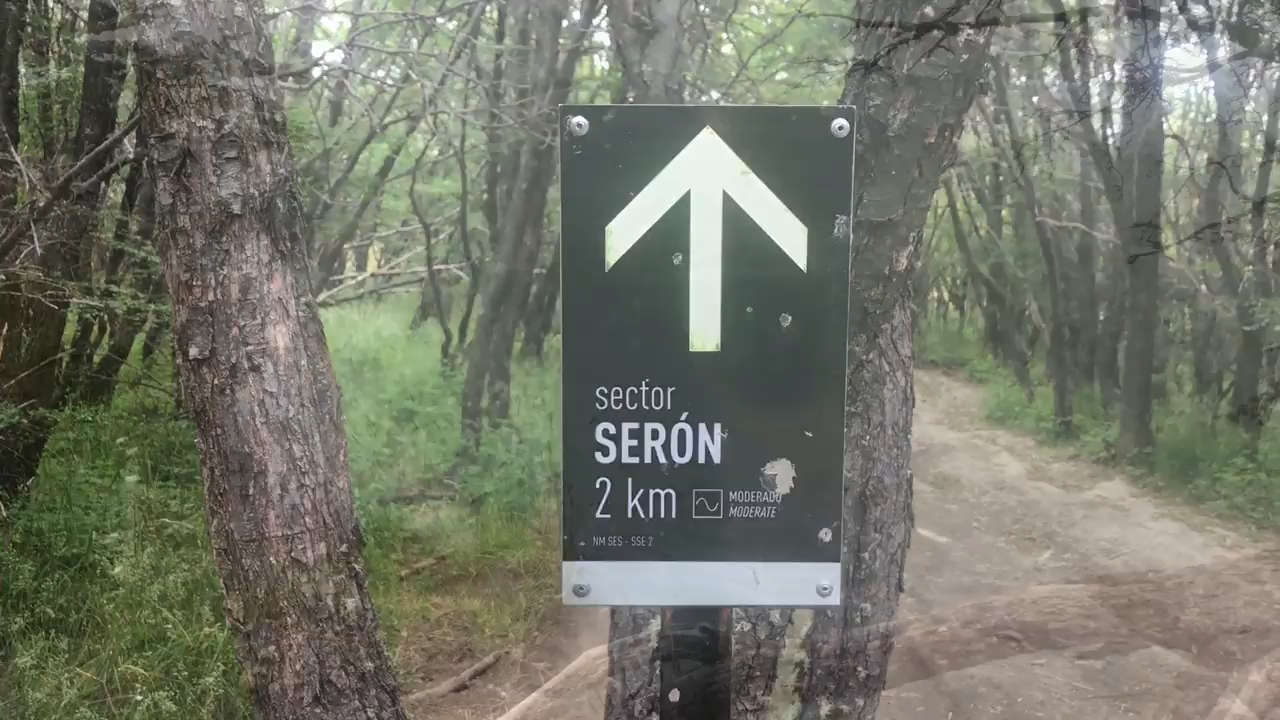 sector
SERÓN
2 km
MODERADO
MODERATE
NM SES - SSE 2